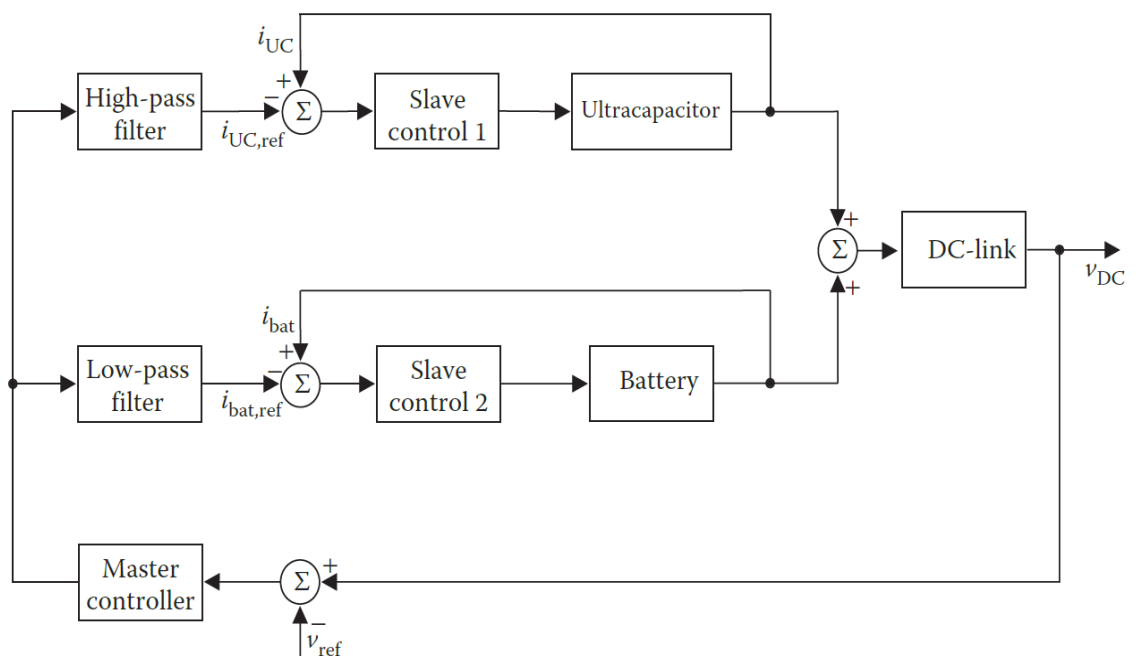 i_UC
High-pass
filter
+
−
Σ
i_UC,ref
Slave
control 1
Ultracapacitor
+
Σ
+
DC-link
v_DC
i_bat
Low-pass
filter
+
−
Σ
i_bat,ref
Slave
control 2
Battery
Master
controller
Σ
+
−
v_ref